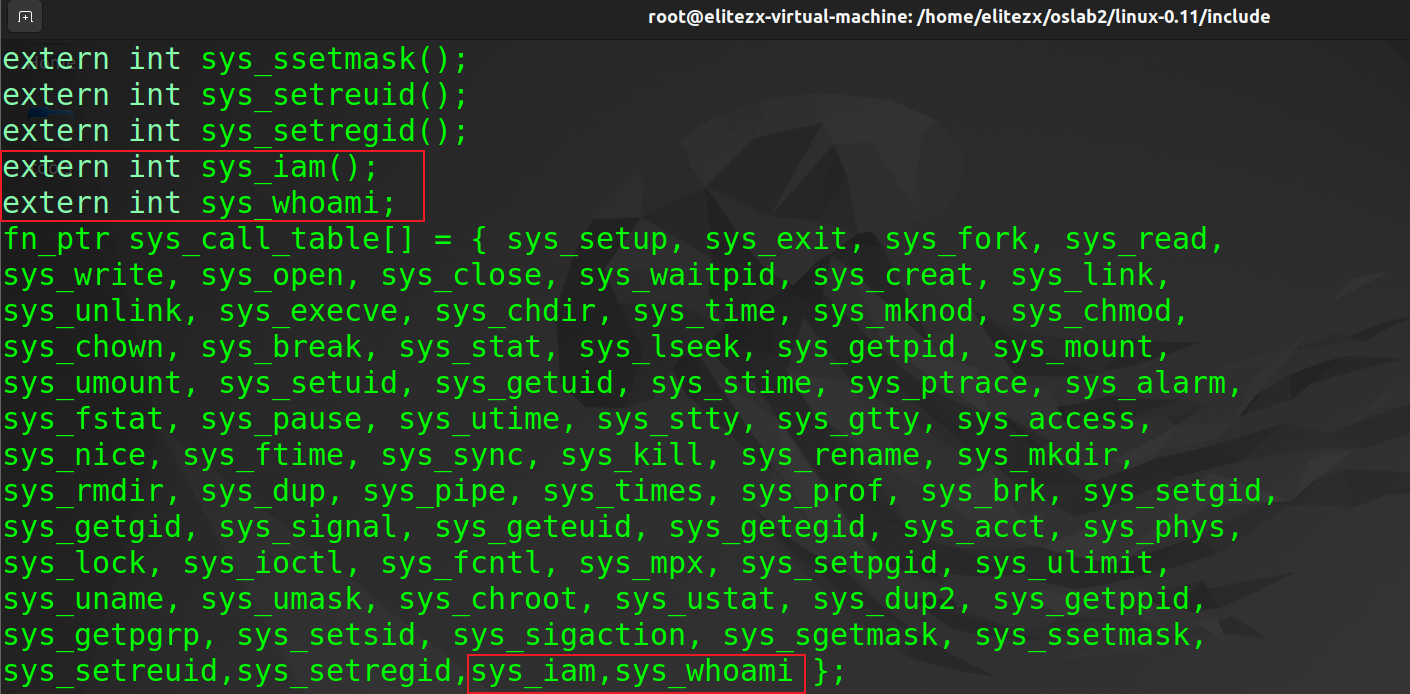 root@elitezx-virtual-machine: /home/elitezx/oslab2/linux-0.11/include
extern int sys_ssetmask();
extern int sys_setreuid();
extern int sys_setregid();
extern int sys_iam();
extern int sys_whoami;
fn_ptr sys_call_table[] = { sys_setup, sys_exit, sys_fork, sys_read,
sys_write, sys_open, sys_close, sys_waitpid, sys_creat, sys_link,
sys_unlink, sys_execve, sys_chdir, sys_time, sys_mknod, sys_chmod,
sys_chown, sys_break, sys_stat, sys_lseek, sys_getpid, sys_mount,
sys_umount, sys_setuid, sys_getuid, sys_stime, sys_ptrace, sys_alarm,
sys_fstat, sys_pause, sys_utime, sys_stty, sys_gtty, sys_access,
sys_nice, sys_ftime, sys_sync, sys_kill, sys_rename, sys_mkdir,
sys_rmdir, sys_dup, sys_pipe, sys_times, sys_prof, sys_brk, sys_setgid,
sys_getgid, sys_signal, sys_geteuid, sys_getegid, sys_acct, sys_phys,
sys_lock, sys_ioctl, sys_fcntl, sys_mpx, sys_setpgid, sys_ulimit,
sys_uname, sys_umask, sys_chroot, sys_ustat, sys_dup2, sys_getppid,
sys_getpgrp, sys_setsid, sys_sigaction, sys_sgetmask, sys_ssetmask,
sys_setreuid,sys_setregid,sys_iam,sys_whoami };